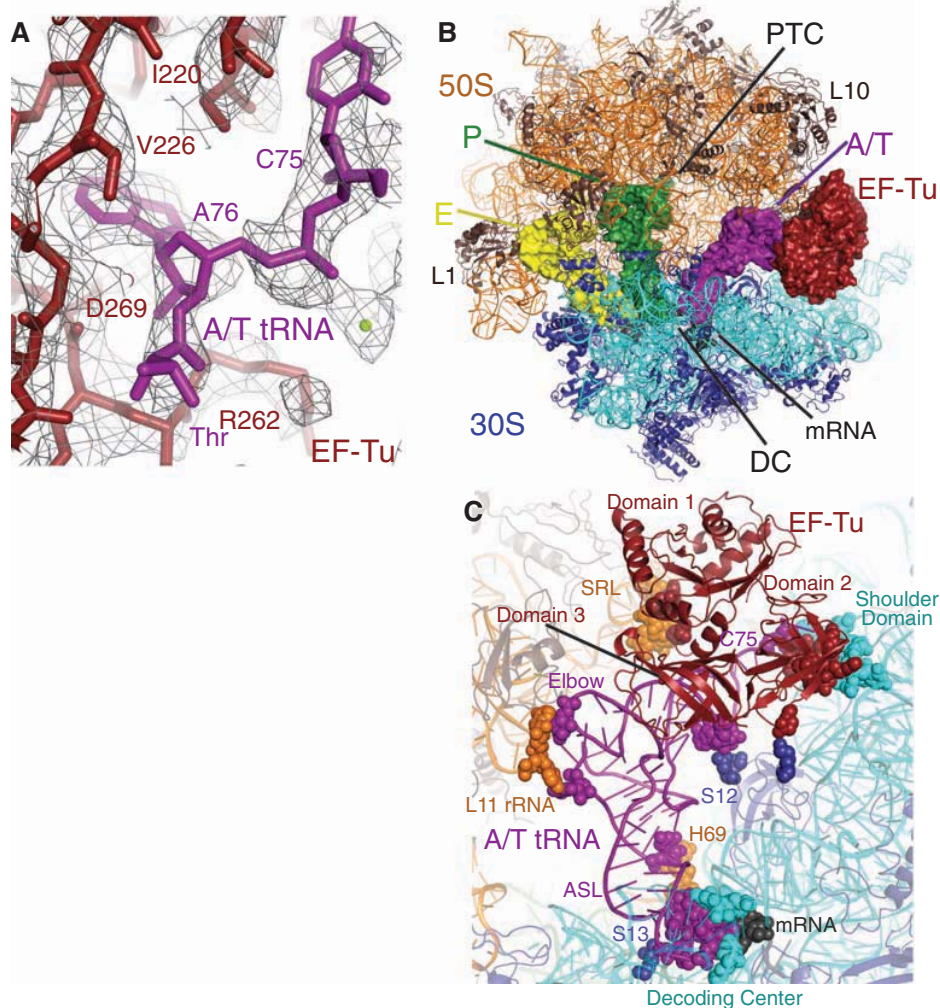 A
I220
V226
C75
A76
D269
A/T tRNA
R262
Thr
EF-Tu
B
PTC
50S
L10
P
A/T
EF-Tu
E
L1
30S
mRNA
DC
C
Domain 1
EF-Tu
SRL
Domain 2
Shoulder
Domain
Domain 3
C75
Elbow
L11 rRNA
S12
A/T tRNA
H69
ASL
S13
mRNA
Decoding Center